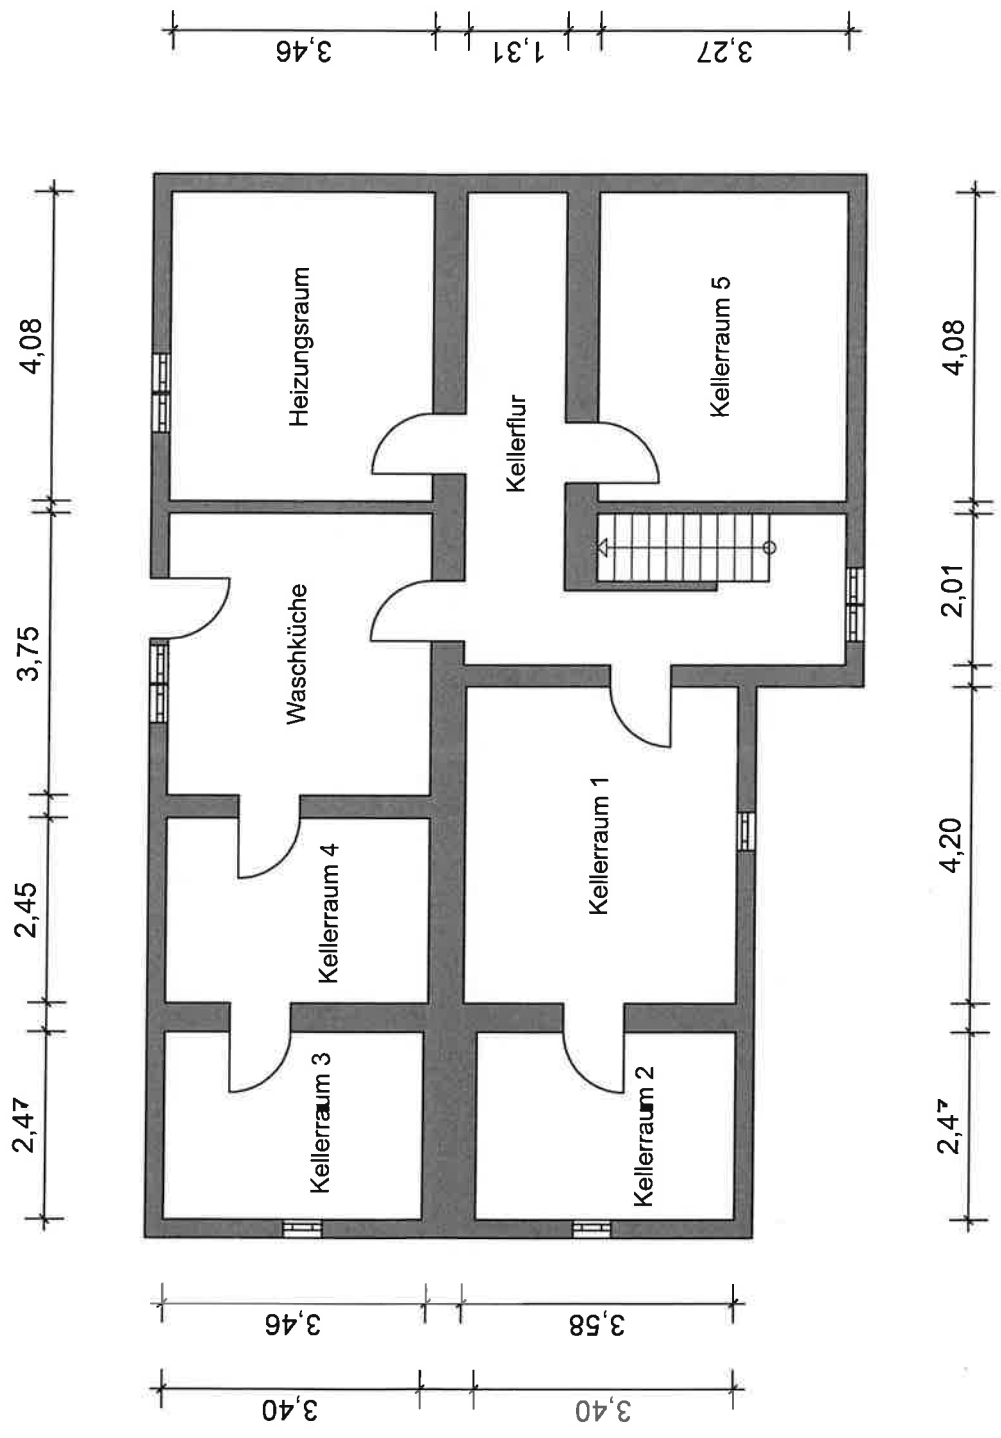 3,46
1,31
3,27
4,08
3,75
2,45
2,47
Heizungsraum
Kellerflur
Kellerraum 5
Waschküche
Kellerraum 4
Kellerraum 1
Kellerraum 3
Kellerraum 2
4,08
2,01
4,20
2,47
3,46
3,58
3,40
3,40